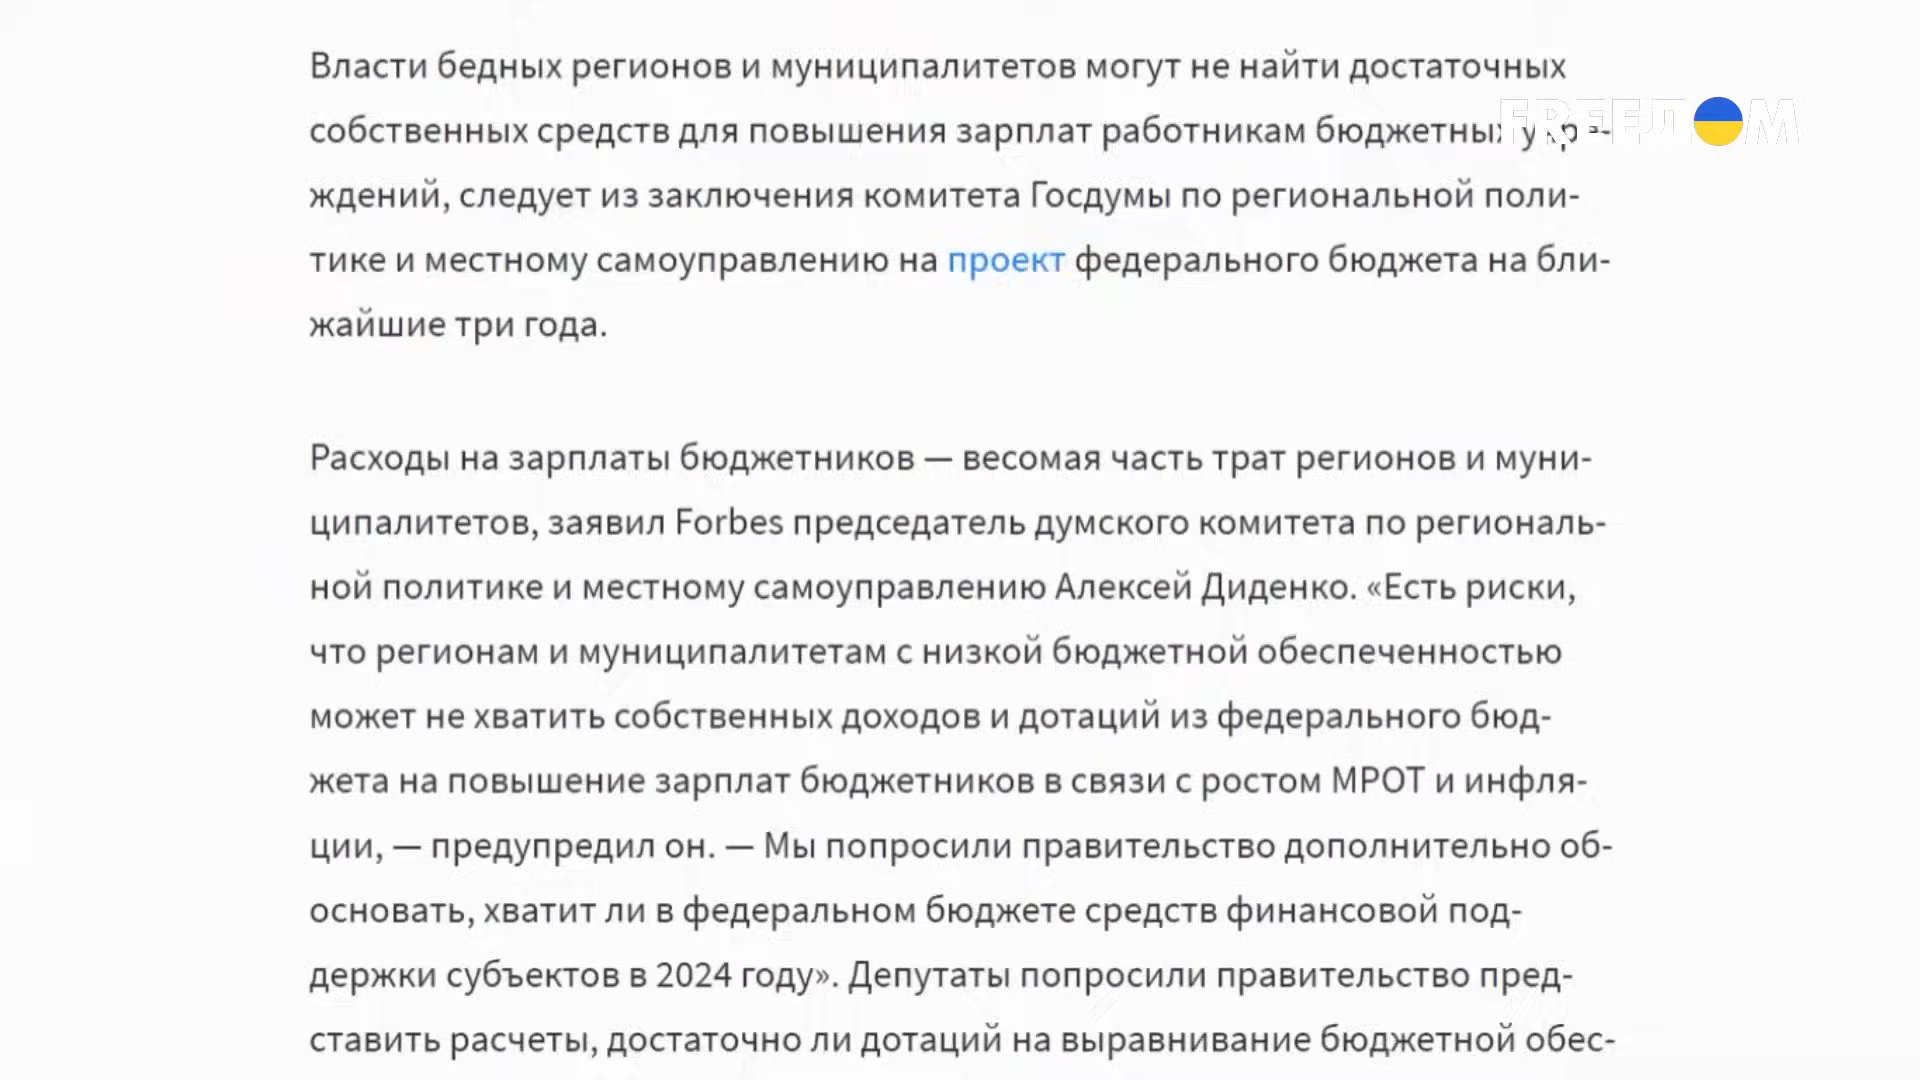 Власти бедных регионов и муниципалитетов могут не найти достаточных
FREEДОМ
собственных средств для повышения зарплат работникам бюджетных учре-
ждений, следует из заключения комитета Госдумы по региональной поли-
тике и местному самоуправлению на проект федерального бюджета на бли-
жайшие три года.
Расходы на зарплаты бюджетников — весомая часть трат регионов и муни-
ципалитетов, заявил Forbes председатель думского комитета по региональ-
ной политике и местному самоуправлению Алексей Диденко. «Есть риски,
что регионам и муниципалитетам с низкой бюджетной обеспеченностью
может не хватить собственных доходов и дотаций из федерального бюд-
жета на повышение зарплат бюджетников в связи с ростом МРОТ и инфля-
ции, — предупредил он. — Мы попросили правительство дополнительно об-
основать, хватит ли в федеральном бюджете средств финансовой под-
держки субъектов в 2024 году». Депутаты попросили правительство пред-
ставить расчеты, достаточно ли дотаций на выравнивание бюджетной обес-